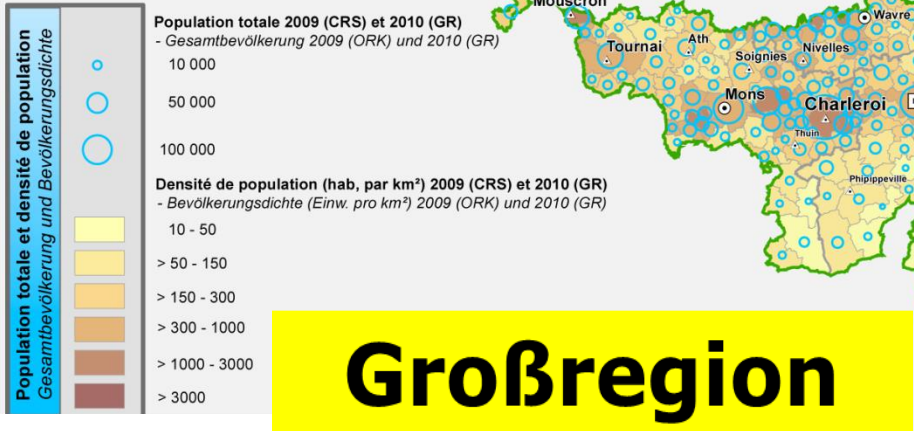 Population totale et densité de population
Gesamtbevölkerung und Bevölkerungsdichte
Population totale 2009 (CRS) et 2010 (GR)
- Gesamtbevölkerung 2009 (ORK) und 2010 (GR)
10 000
50 000
100 000
Densité de population (hab, par km²) 2009 (CRS) et 2010 (GR)
- Bevölkerungsdichte (Einw. pro km²) 2009 (ORK) und 2010 (GR)
10 - 50
> 50 - 150
> 150 - 300
> 300 - 1000
> 1000 - 3000
> 3000
Mouscron
Wavre
Tournai
Ath
Soignies
Nivelles
Mons
Charleroi
Thuin
Phipippeville
Großregion